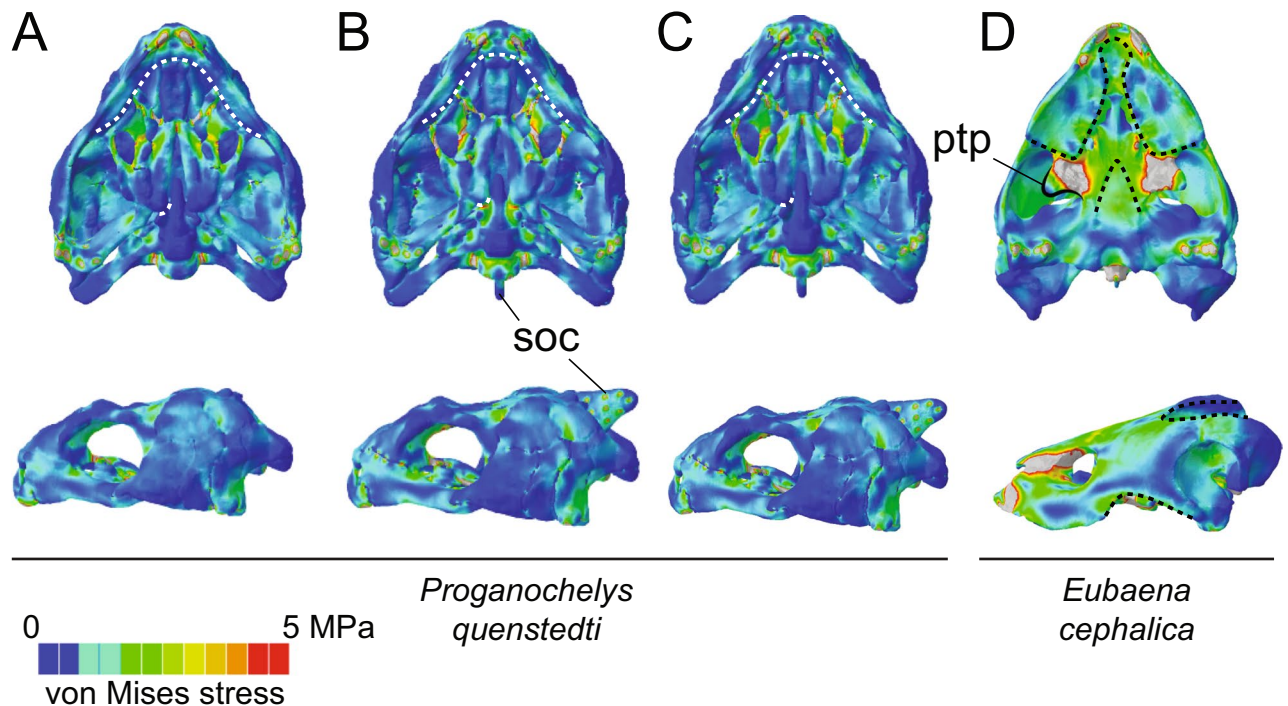 A
B
C
D
ptp
soc
Proganochelys
quenstedti
Eubaena
cephalica
0
5 MPa
von Mises stress